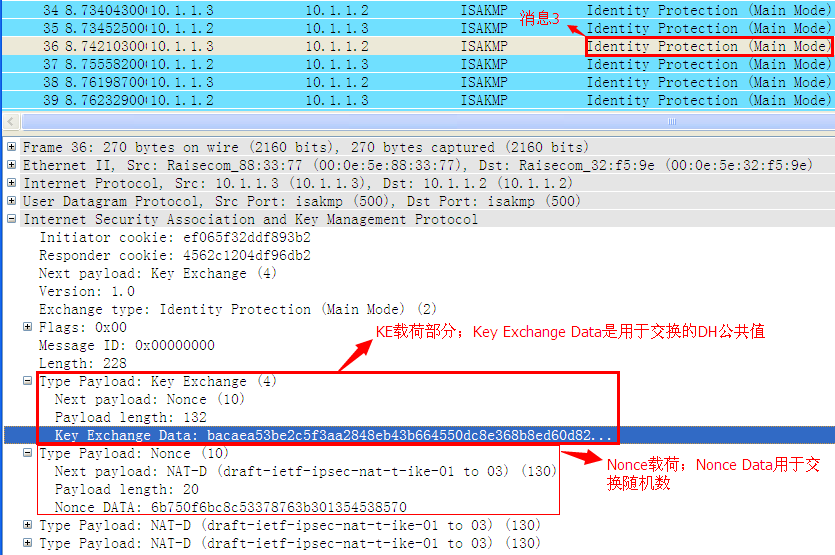 34 8.73404300( 10.1.1.3 10.1.1.2 ISAKMP Identity Protection (Main Mode)
消息3
35 8.73452500( 10.1.1.2 10.1.1.3 ISAKMP Identity Protection (Main Mode)
36 8.74210300( 10.1.1.3 10.1.1.2 ISAKMP Identity Protection (Main Mode)
37 8.75558200( 10.1.1.2 10.1.1.3 ISAKMP Identity Protection (Main Mode)
38 8.76198700( 10.1.1.3 10.1.1.2 ISAKMP Identity Protection (Main Mode)
39 8.76232900( 10.1.1.2 10.1.1.3 ISAKMP Identity Protection (Main Mode)
Frame 36: 270 bytes on wire (2160 bits), 270 bytes captured (2160 bits)
Ethernet II, Src: Raisecom_88:33:77 (00:0e:5e:88:33:77), Dst: Raisecom_32:f5:9e (00:0e:5e:32:f5:9e)
Internet Protocol, Src: 10.1.1.3 (10.1.1.3), Dst: 10.1.1.2 (10.1.1.2)
User Datagram Protocol, Src Port: isakmp (500), Dst Port: isakmp (500)
Internet Security Association and Key Management Protocol
Initiator cookie: ef065f32ddf893b2
Responder cookie: 4562c1204df96db2
Next payload: Key Exchange (4)
Version: 1.0
Exchange type: Identity Protection (Main Mode) (2)
Flags: 0x00
KE载荷部分；Key Exchange Data是用于交换的DH公共值
Message ID: 0x00000000
Length: 228
Type Payload: Key Exchange (4)
Next payload: Nonce (10)
Payload length: 132
Key Exchange Data: bacaea53be2c5f3aa2848eb43b664550dc8e368b8ed60d82...
Type Payload: Nonce (10)
Nonce载荷；Nonce Data用于交
换随机数
Next payload: NAT-D (draft-ietf-ipsec-nat-t-ike-01 to 03) (130)
Payload length: 20
Nonce DATA: 6b750f6bc8c53378763b301354538570
Type Payload: NAT-D (draft-ietf-ipsec-nat-t-ike-01 to 03) (130)
Type Payload: NAT-D (draft-ietf-ipsec-nat-t-ike-01 to 03) (130)